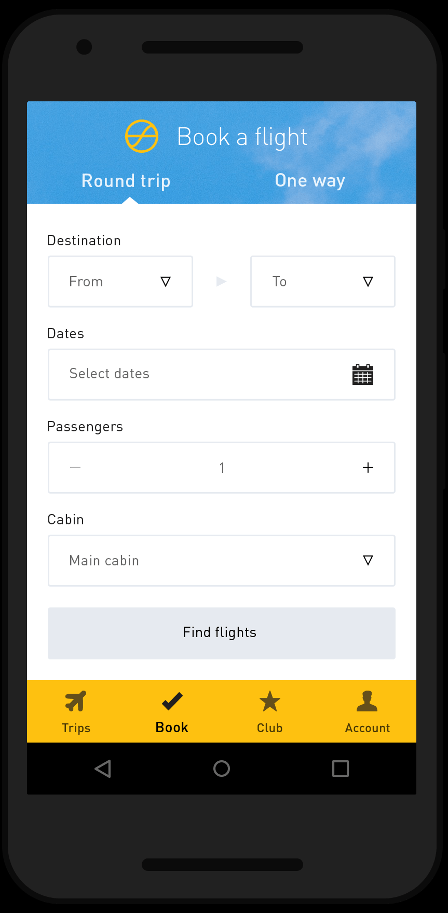 Book a flight
Round trip One way
Destination
From To
Dates
Select dates
Passengers
1
Cabin
Main cabin
Find flights
Trips Book Club Account